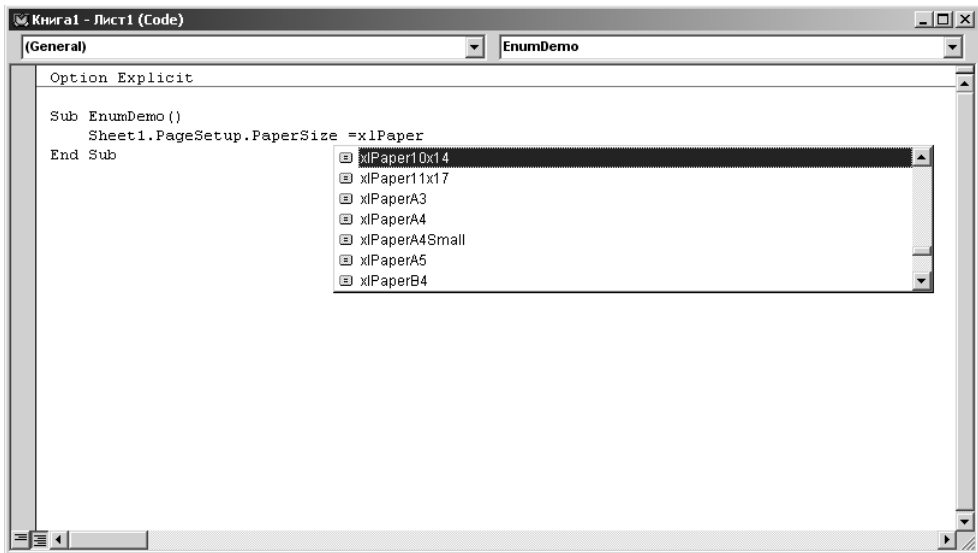 Книга1 - Лист1 (Code)
(General) EnumDemo
Option Explicit
Sub EnumDemo()
Sheet1.PageSetup.PaperSize =xlPaper
End Sub
xlPaper10x14
xlPaper11x17
xlPaperA3
xlPaperA4
xlPaperA4Small
xlPaperA5
xlPaperB4